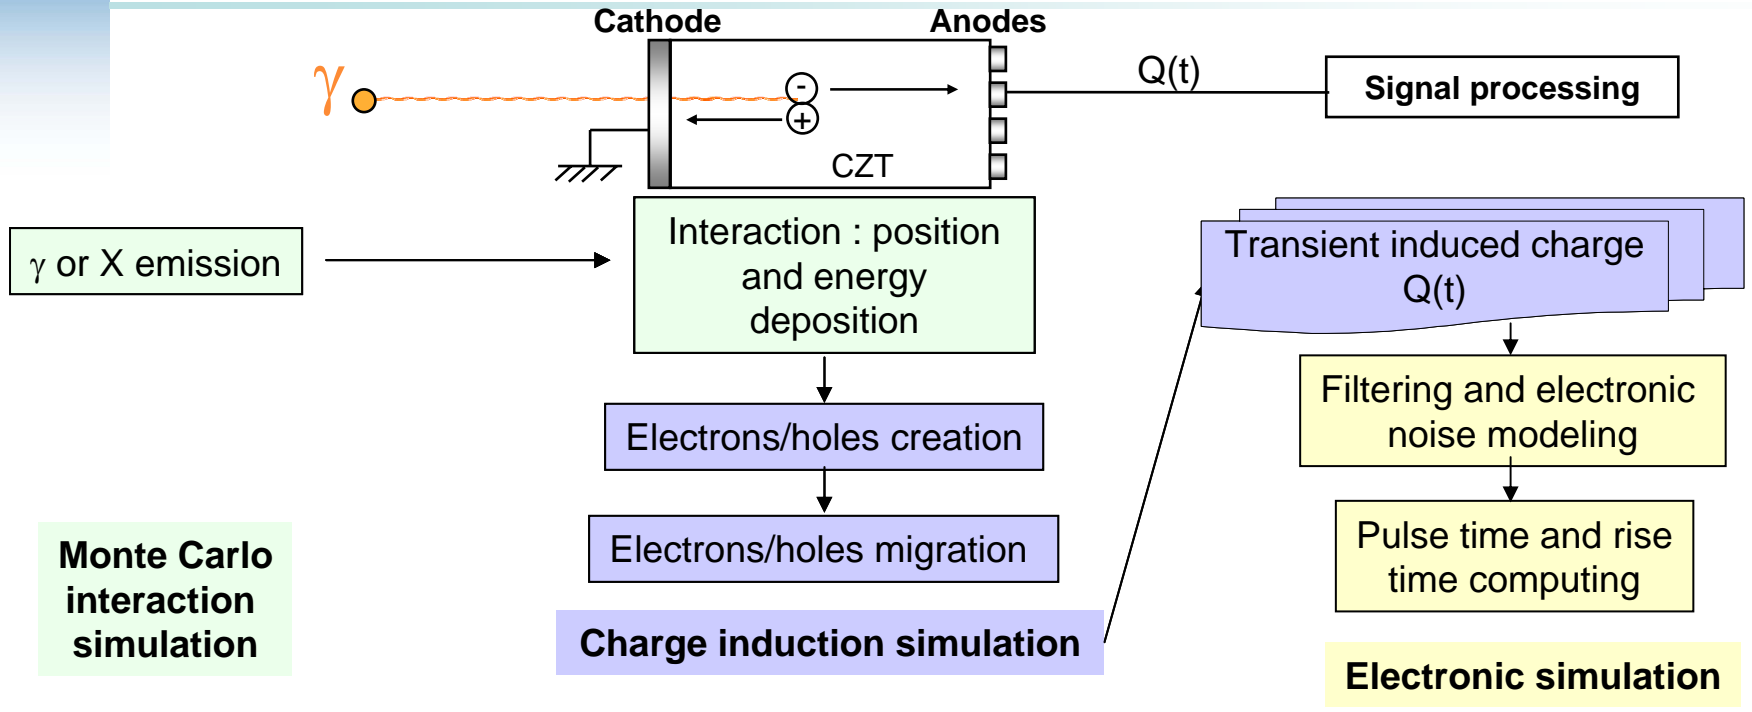 Cathode
Anodes
γ
-
+
CZT
Q(t)
Signal processing
γ or X emission
Interaction : position
and energy
deposition
Electrons/holes creation
Electrons/holes migration
Transient induced charge
Q(t)
Filtering and electronic
noise modeling
Pulse time and rise
time computing
Monte Carlo
interaction
simulation
Charge induction simulation
Electronic simulation